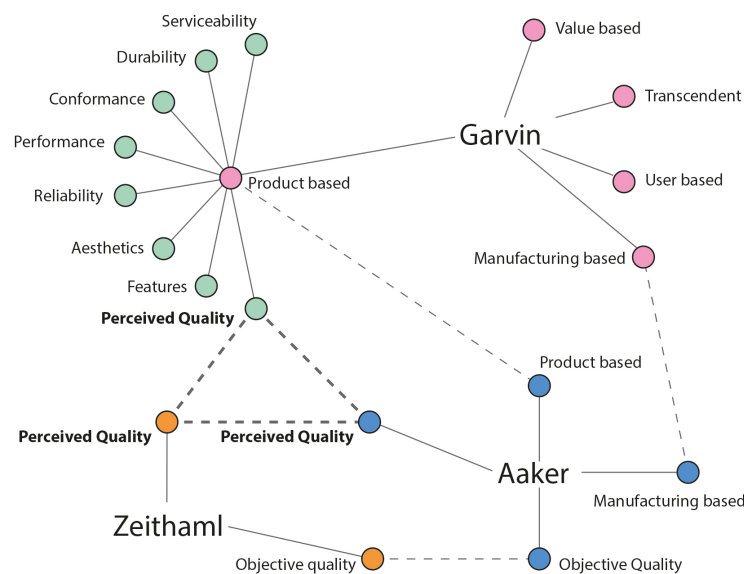 Serviceability
Value based
Durability
Conformance
Transcendent
Garvin
Performance
Product based
User based
Reliability
Aesthetics
Manufacturing based
Features
Perceived Quality
Product based
Perceived Quality
Perceived Quality
Aaker
Manufacturing based
Zeithaml
Objective quality
Objective Quality